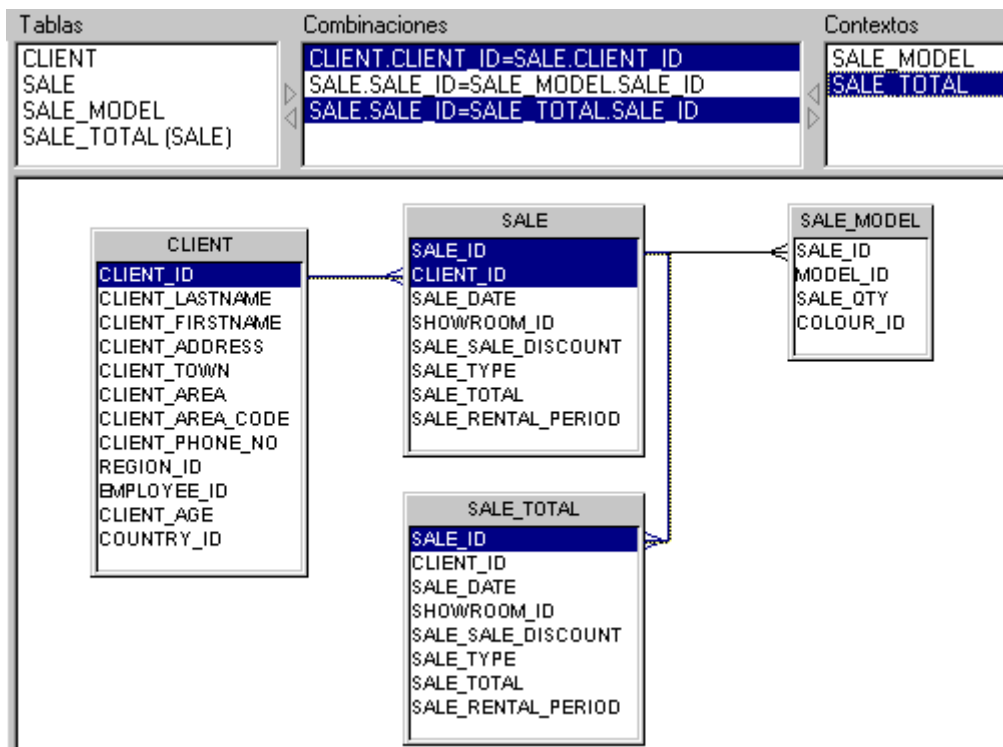 Tablas
CLIENT
SALE
SALE_MODEL
SALE_TOTAL (SALE)
Combinaciones
CLIENT.CLIENT_ID=SALE.CLIENT_ID
SALE.SALE_ID=SALE_MODEL.SALE_ID
SALE.SALE_ID=SALE_TOTAL.SALE_ID
Contextos
SALE_MODEL
SALE_TOTAL
CLIENT
CLIENT_ID
CLIENT_LASTNAME
CLIENT_FIRSTNAME
CLIENT_ADDRESS
CLIENT_TOWN
CLIENT_AREA
CLIENT_AREA_CODE
CLIENT_PHONE_NO
REGION_ID
EMPLOYEE_ID
CLIENT_AGE
COUNTRY_ID
SALE
SALE_ID
CLIENT_ID
SALE_DATE
SHOWROOM_ID
SALE_SALE_DISCOUNT
SALE_TYPE
SALE_TOTAL
SALE_RENTAL_PERIOD
SALE_MODEL
SALE_ID
MODEL_ID
SALE_QTY
COLOUR_ID
SALE_TOTAL
SALE_ID
CLIENT_ID
SALE_DATE
SHOWROOM_ID
SALE_SALE_DISCOUNT
SALE_TYPE
SALE_TOTAL
SALE_RENTAL_PERIOD